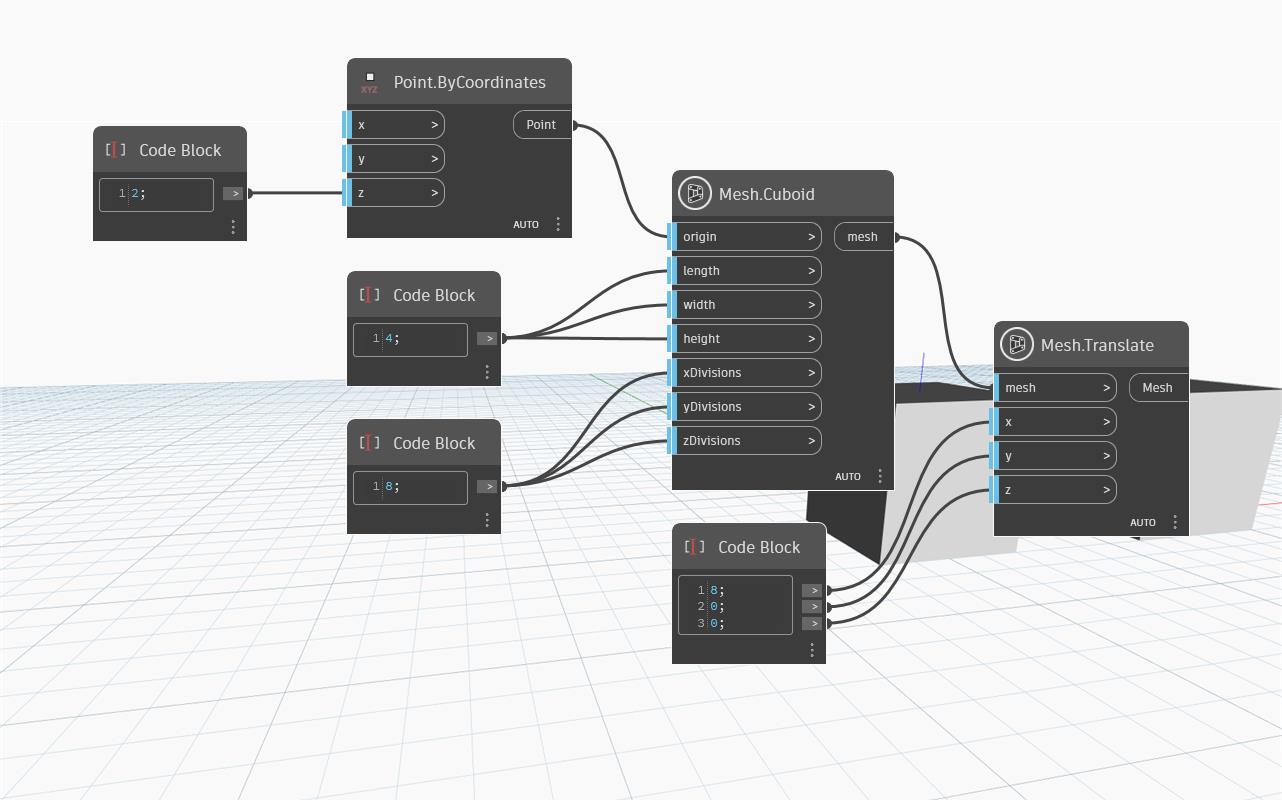 Point.ByCoordinates
XYZ
x >
Point
y >
z >
AUTO
Code Block
1 2;
>
Code Block
1 4;
>
Code Block
1 8;
>
Mesh.Cuboid
origin >
mesh
length >
width >
height >
xDivisions >
yDivisions >
zDivisions >
AUTO
Code Block
1 8;
>
2 0;
>
3 0;
>
Mesh.Translate
mesh >
Mesh
x >
y >
z >
AUTO